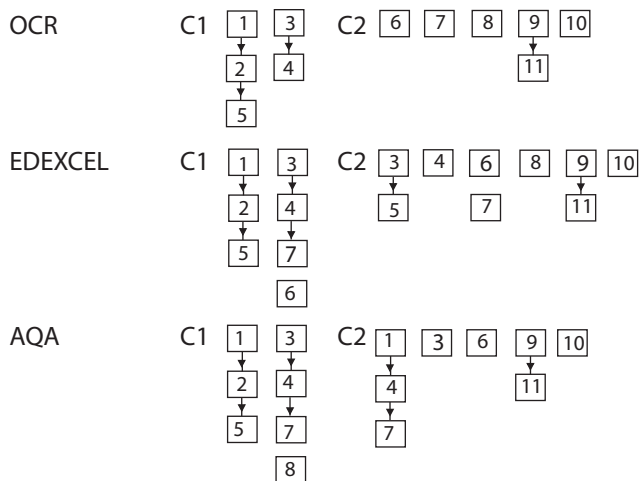 OCR C1 1 3 C2 6 7 8 9 10
2 4 11
5
EDEXCEL C1 1 3 C2 3 4 6 8 9 10
2 4 5 7 11
5 7
6
AQA C1 1 3 C2 1 3 6 9 10
2 4 4 11
5 7 7
8